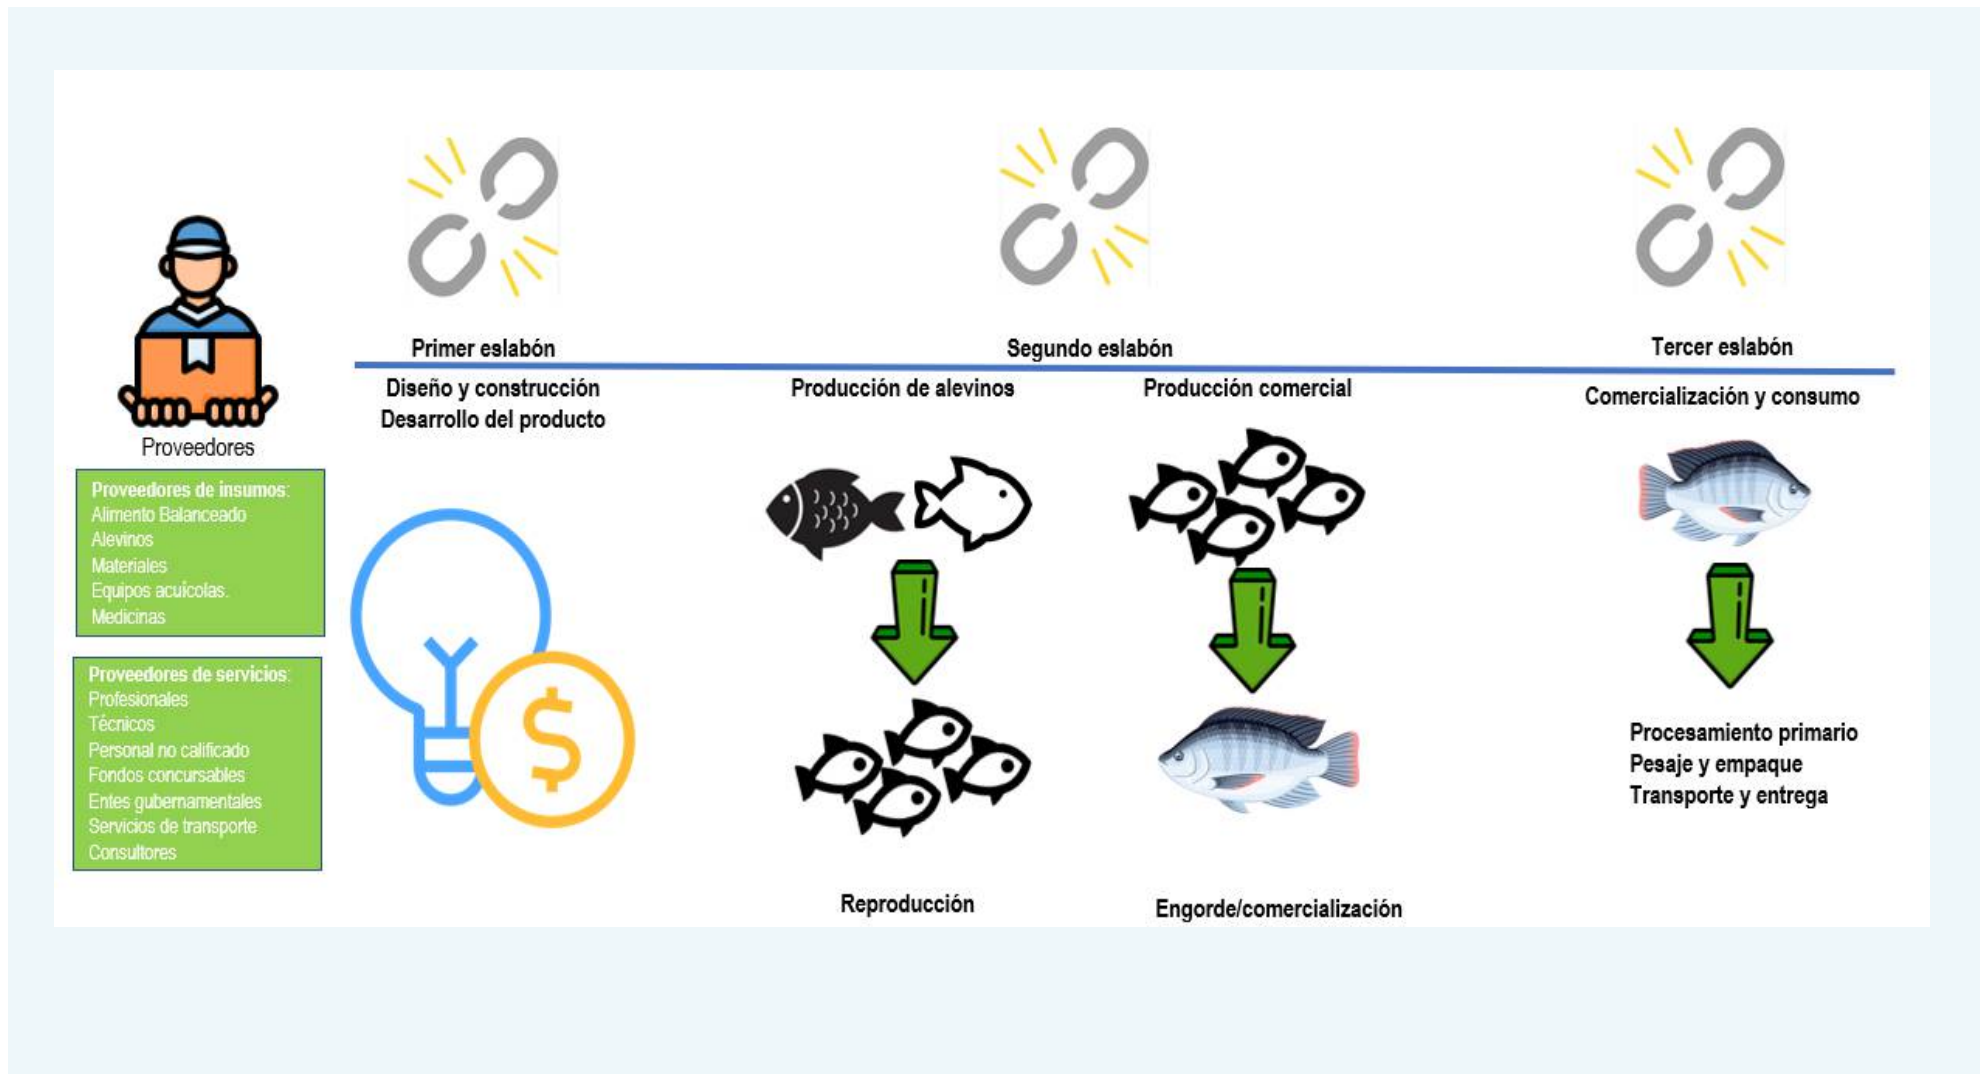 Proveedores
Proveedores de insumos:
Alimento Balanceado
Alevinos
Materiales
Equipos acuícolas.
Medicinas
Proveedores de servicios:
Profesionales
Técnicos
Personal no calificado
Fondos concursables
Entes gubernamentales
Servicios de transporte
Consultores
Primer eslabón
Diseño y construcción
Desarrollo del producto
$
Segundo eslabón
Producción de alevinos
Reproducción
Producción comercial
Engorde/comercialización
Tercer eslabón
Comercialización y consumo
Procesamiento primario
Pesaje y empaque
Transporte y entrega